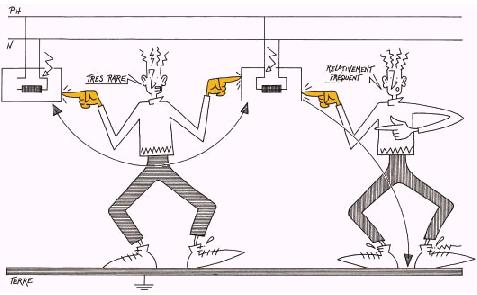 PH
N
TRES RARE
RELATIVEMENT
FREQUENT
TERRE